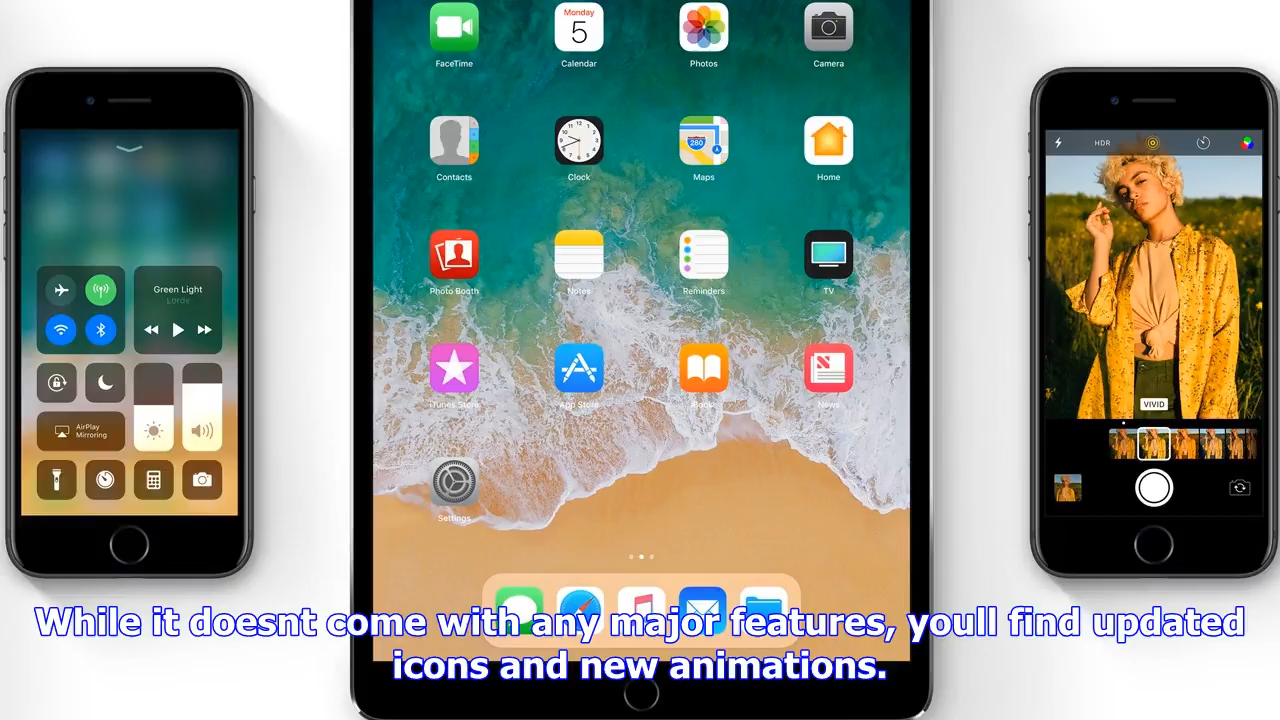 Monday
5
FaceTime
Calendar
Photos
Camera
280
Contacts
Clock
Maps
Home
Photo Booth
Notes
Reminders
TV
iTunes Store
App Store
iBooks
News
Settings
Green Light
Lorde
AirPlay
Mirroring
HDR
VIVID
While it doesnt come with any major features, youll find updated
icons and new animations.